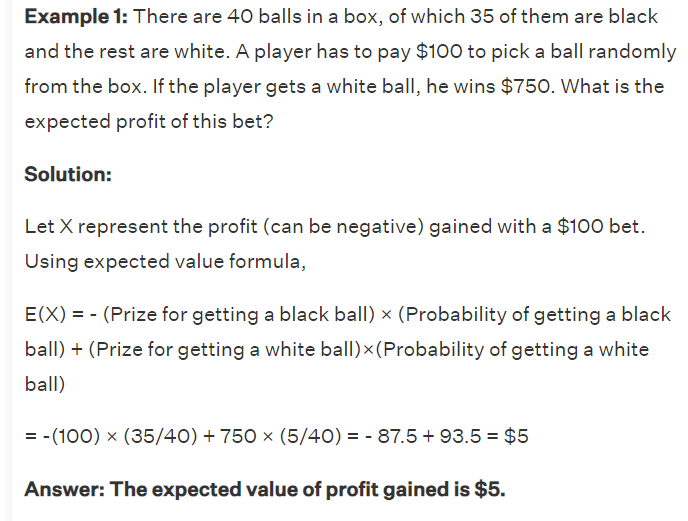 Example 1: There are 40 balls in a box, of which 35 of them are black
and the rest are white. A player has to pay $100 to pick a ball randomly
from the box. If the player gets a white ball, he wins $750. What is the
expected profit of this bet?
Solution:
Let X represent the profit (can be negative) gained with a $100 bet.
Using expected value formula,
E(X) = - (Prize for getting a black ball) × (Probability of getting a black
ball) + (Prize for getting a white ball)×(Probability of getting a white
ball)
= -(100) × (35/40) + 750 × (5/40) = - 87.5 + 93.5 = $5
Answer: The expected value of profit gained is $5.